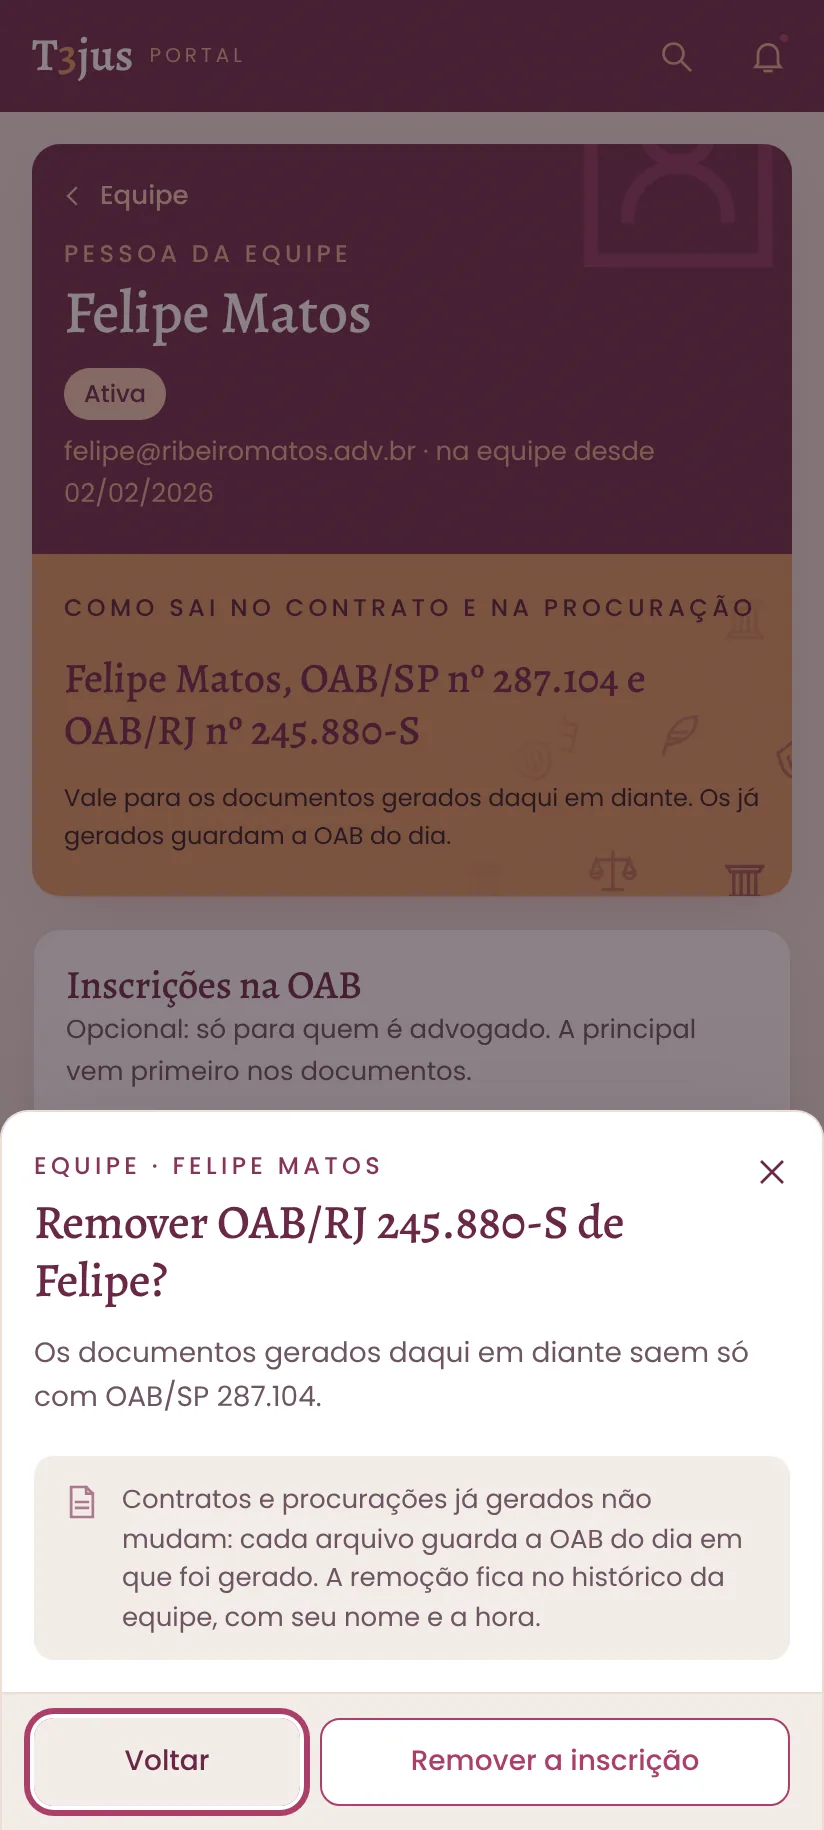 T3jus PORTAL
Equipe
PESSOA DA EQUIPE
Felipe Matos
Ativa
felipe@ribeiromatos.adv.br · na equipe desde
02/02/2026
COMO SAI NO CONTRATO E NA PROCURAÇÃO
Felipe Matos, OAB/SP nº 287.104 e
OAB/RJ nº 245.880-S
Vale para os documentos gerados daqui em diante. Os já
gerados guardam a OAB do dia.
Inscrições na OAB
Opcional: só para quem é advogado. A principal
vem primeiro nos documentos.
EQUIPE · FELIPE MATOS
Remover OAB/RJ 245.880-S de
Felipe?
Os documentos gerados daqui em diante saem só
com OAB/SP 287.104.
Contratos e procurações já gerados não
mudam: cada arquivo guarda a OAB do dia em
que foi gerado. A remoção fica no histórico da
equipe, com seu nome e a hora.
Voltar
Remover a inscrição